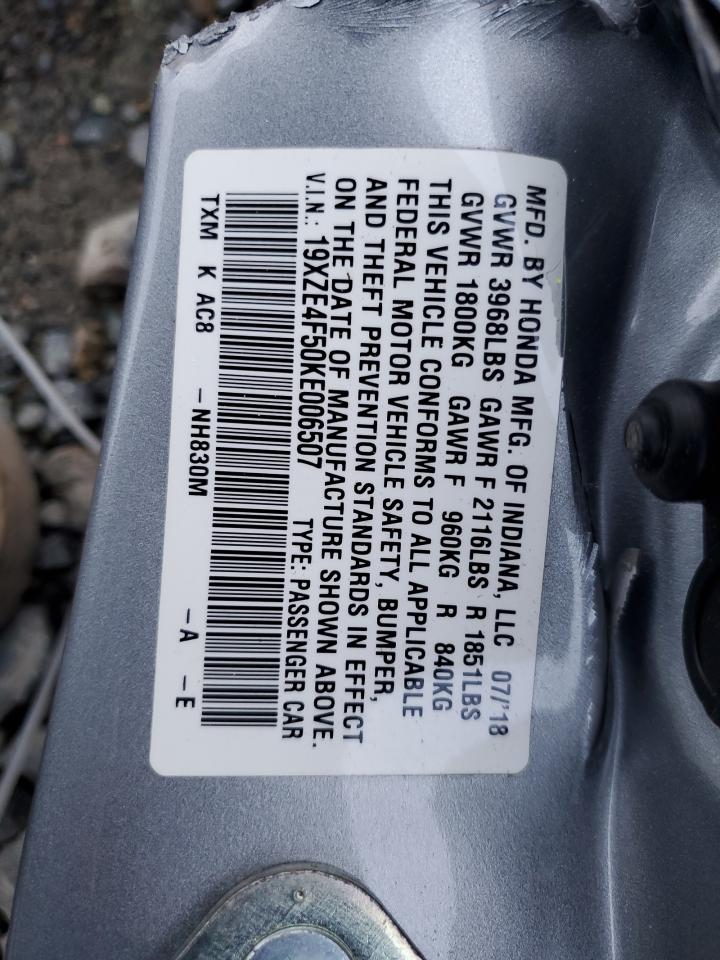 MFD. BY HONDA MFG. OF INDIANA, LLC 07/'18
GVWR 3968LBS GAWR F 2116LBS R 1851LBS
GVWR 1800KG GAWR F 960KG R 840KG
THIS VEHICLE CONFORMS TO ALL APPLICABLE
FEDERAL MOTOR VEHICLE SAFETY, BUMPER,
AND THEFT PREVENTION STANDARDS IN EFFECT
ON THE DATE OF MANUFACTURE SHOWN ABOVE.
V.I.N.: 19XZE4F50KE006507 TYPE: PASSENGER CAR
TXM K AC8 -NH830M -A -E